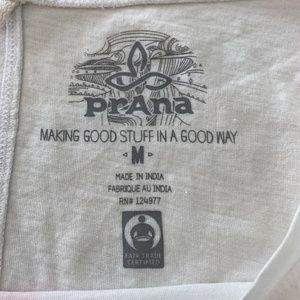 prAna
MAKING GOOD STUFF IN A GOOD WAY
M
MADE IN INDIA
FABRIQUE AU INDIA
RN# 124977
FAIR TRADE
CERTIFIED